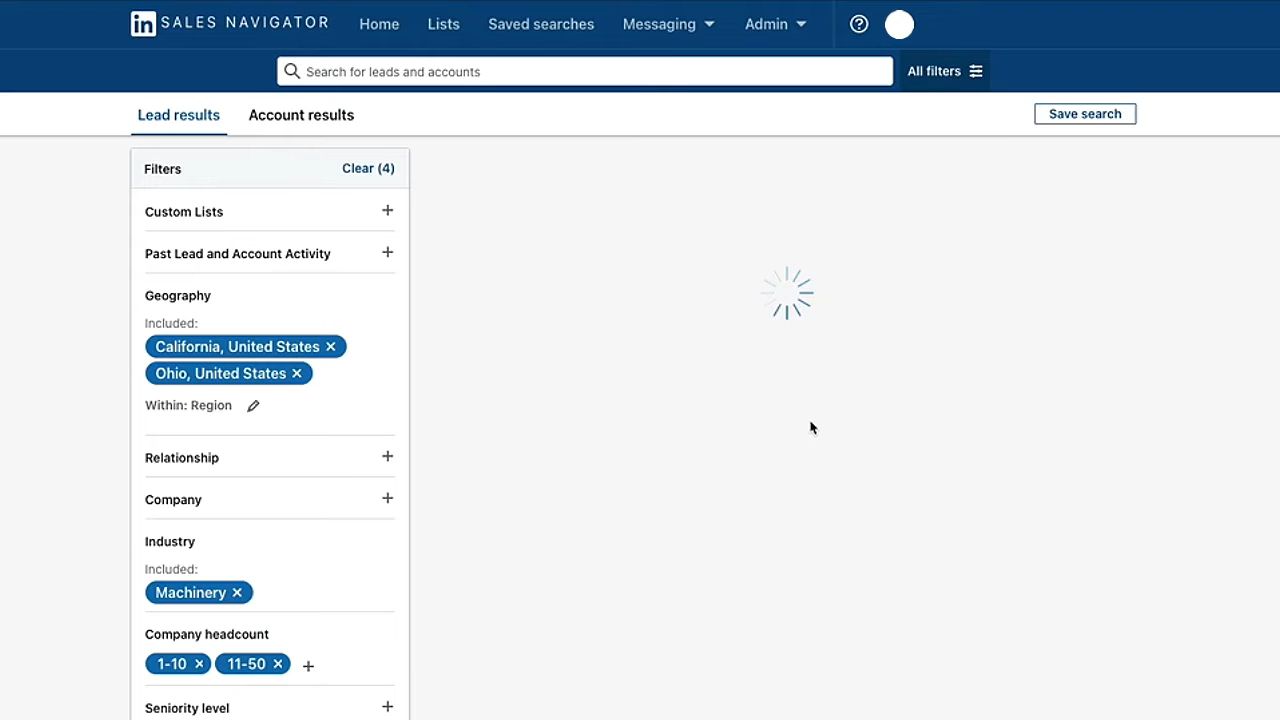 in SALES NAVIGATOR Home Lists Saved searches Messaging Admin
Search for leads and accounts All filters
Lead results Account results Save search
Filters Clear (4)
Custom Lists
Past Lead and Account Activity
Geography
Included:
California, United States
Ohio, United States
Within: Region
Relationship
Company
Industry
Included:
Machinery
Company headcount
1-10 11-50
Seniority level